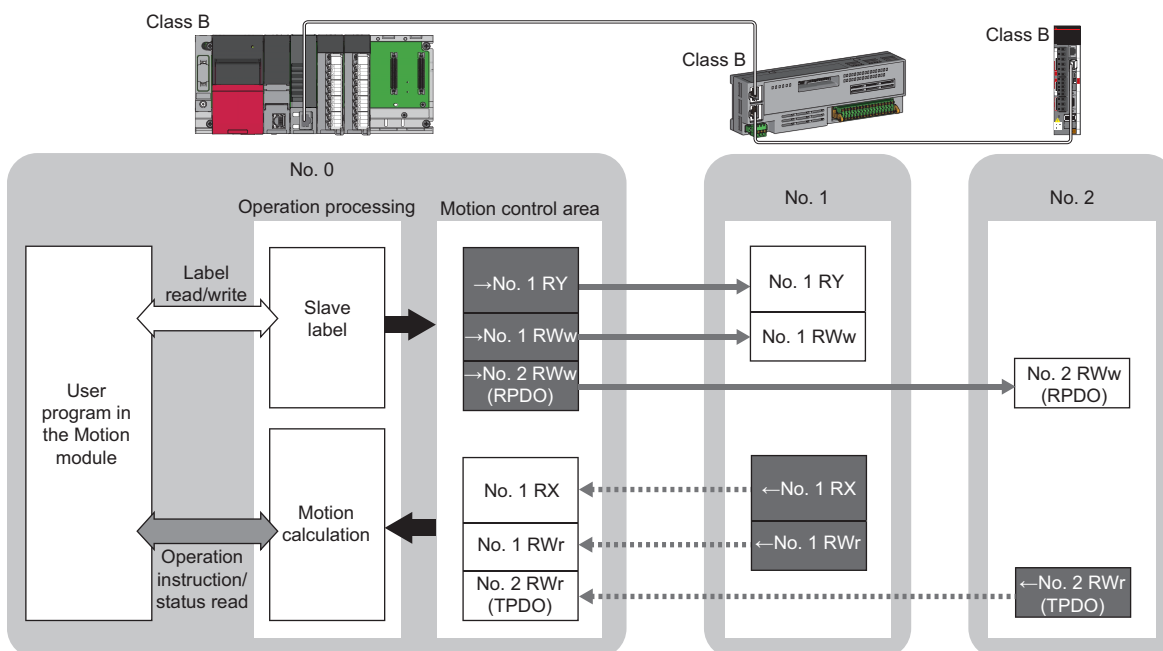 Class B
Class B
Class B
No. 0
No. 1
No. 2
Operation processing
Motion control area
User
program in
the Motion
module
Label
read/write
Slave
label
→No. 1 RY
→No. 1 RWw
→No. 2 RWw
(RPDO)
No. 1 RY
No. 1 RWw
No. 2 RWw
(RPDO)
Operation
instruction/
status read
Motion
calculation
No. 1 RX
No. 1 RWr
No. 2 RWr
(TPDO)
←No. 1 RX
←No. 1 RWr
←No. 2 RWr
(TPDO)